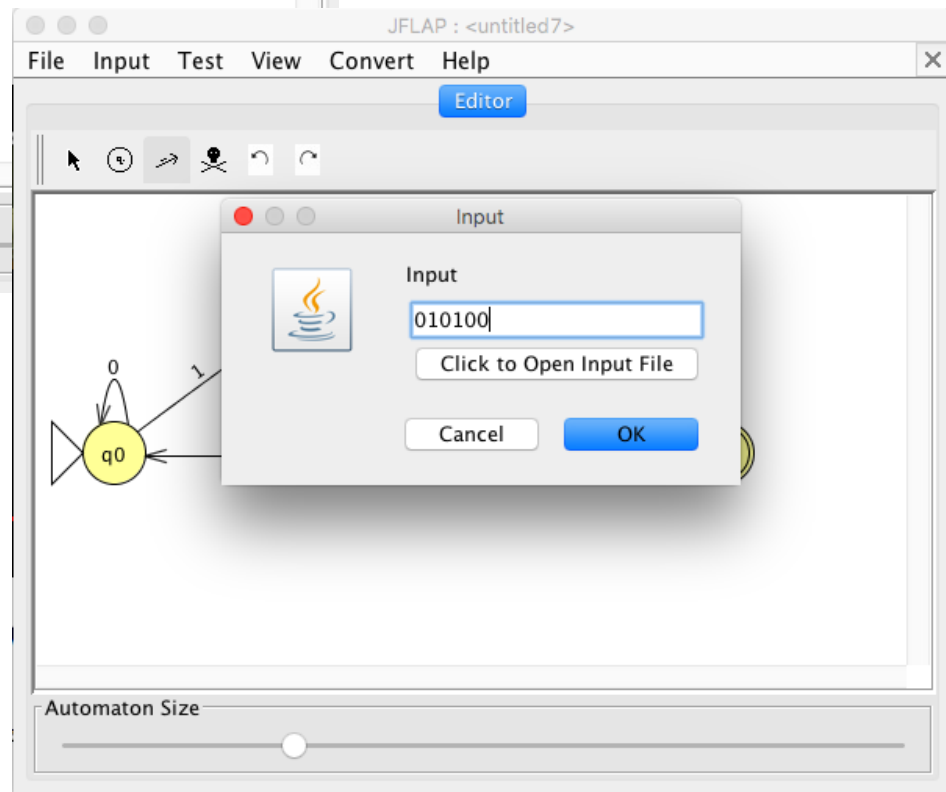 JFLAP : <untitled7>
File Input Test View Convert Help
Editor
Input
Input
010100
Click to Open Input File
Cancel OK
0
1
q0
Automaton Size